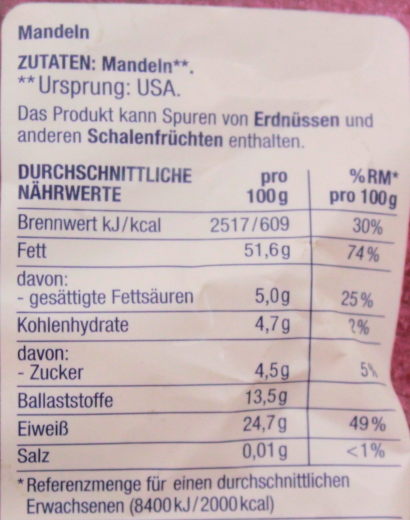 Mandeln
ZUTATEN: Mandeln**.
** Ursprung: USA.
Das Produkt kann Spuren von Erdnüssen und
anderen Schalenfrüchten enthalten.
DURCHSCHNITTLICHE NÄHRWERTE pro 100g %RM* pro 100g
Brennwert kJ/kcal 2517/609 30%
Fett 51,6g 74%
davon:
- gesättigte Fettsäuren 5,0g 25%
Kohlenhydrate 4,7g
davon:
- Zucker 4,5g 5%
Ballaststoffe 13,5g
Eiweiß 24,7g 49%
Salz 0,01g <1%
* Referenzmenge für einen durchschnittlichen
Erwachsenen (8400kJ/2000kcal)